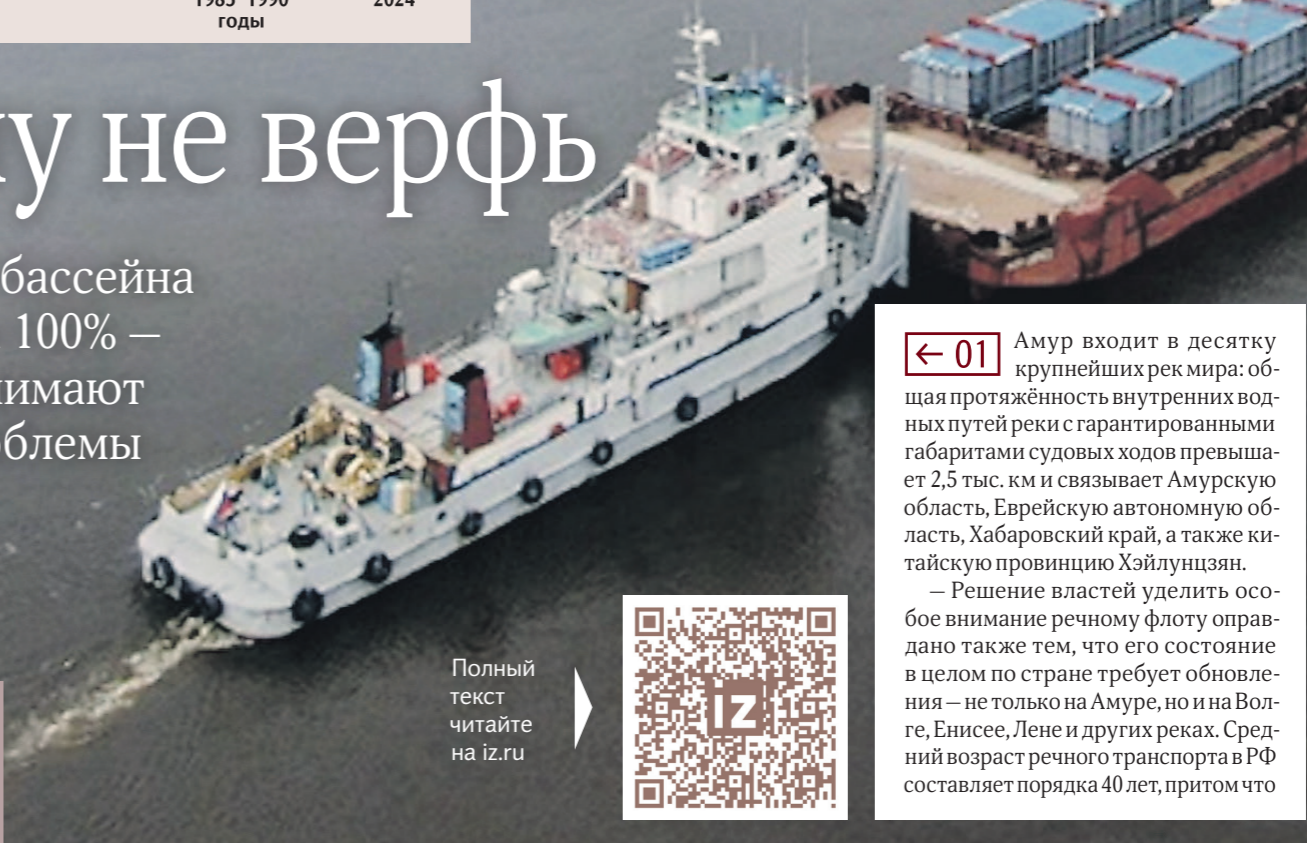 1985–1990
2024
годы
у не верфь
бассейна
100% —
нимают
облемы
← 01
Амур входит в десятку
крупнейших рек мира: об-
щая протяжённость внутренних вод-
ных путей реки с гарантированными
габаритами судовых ходов превыша-
ет 2,5 тыс. км и связывает Амурскую
область, Еврейскую автономную об-
ласть, Хабаровский край, а также ки-
тайскую провинцию Хэйлунцзян.
— Решение властей уделить осо-
бое внимание речному флоту оправ-
дано также тем, что его состояние
в целом по стране требует обновле-
ния — не только на Амуре, но и на Вол-
ге, Енисее, Лене и других реках. Сред-
ний возраст речного транспорта в РФ
составляет порядка 40 лет, притом что
Полный
текст
читайте
на iz.ru
iz